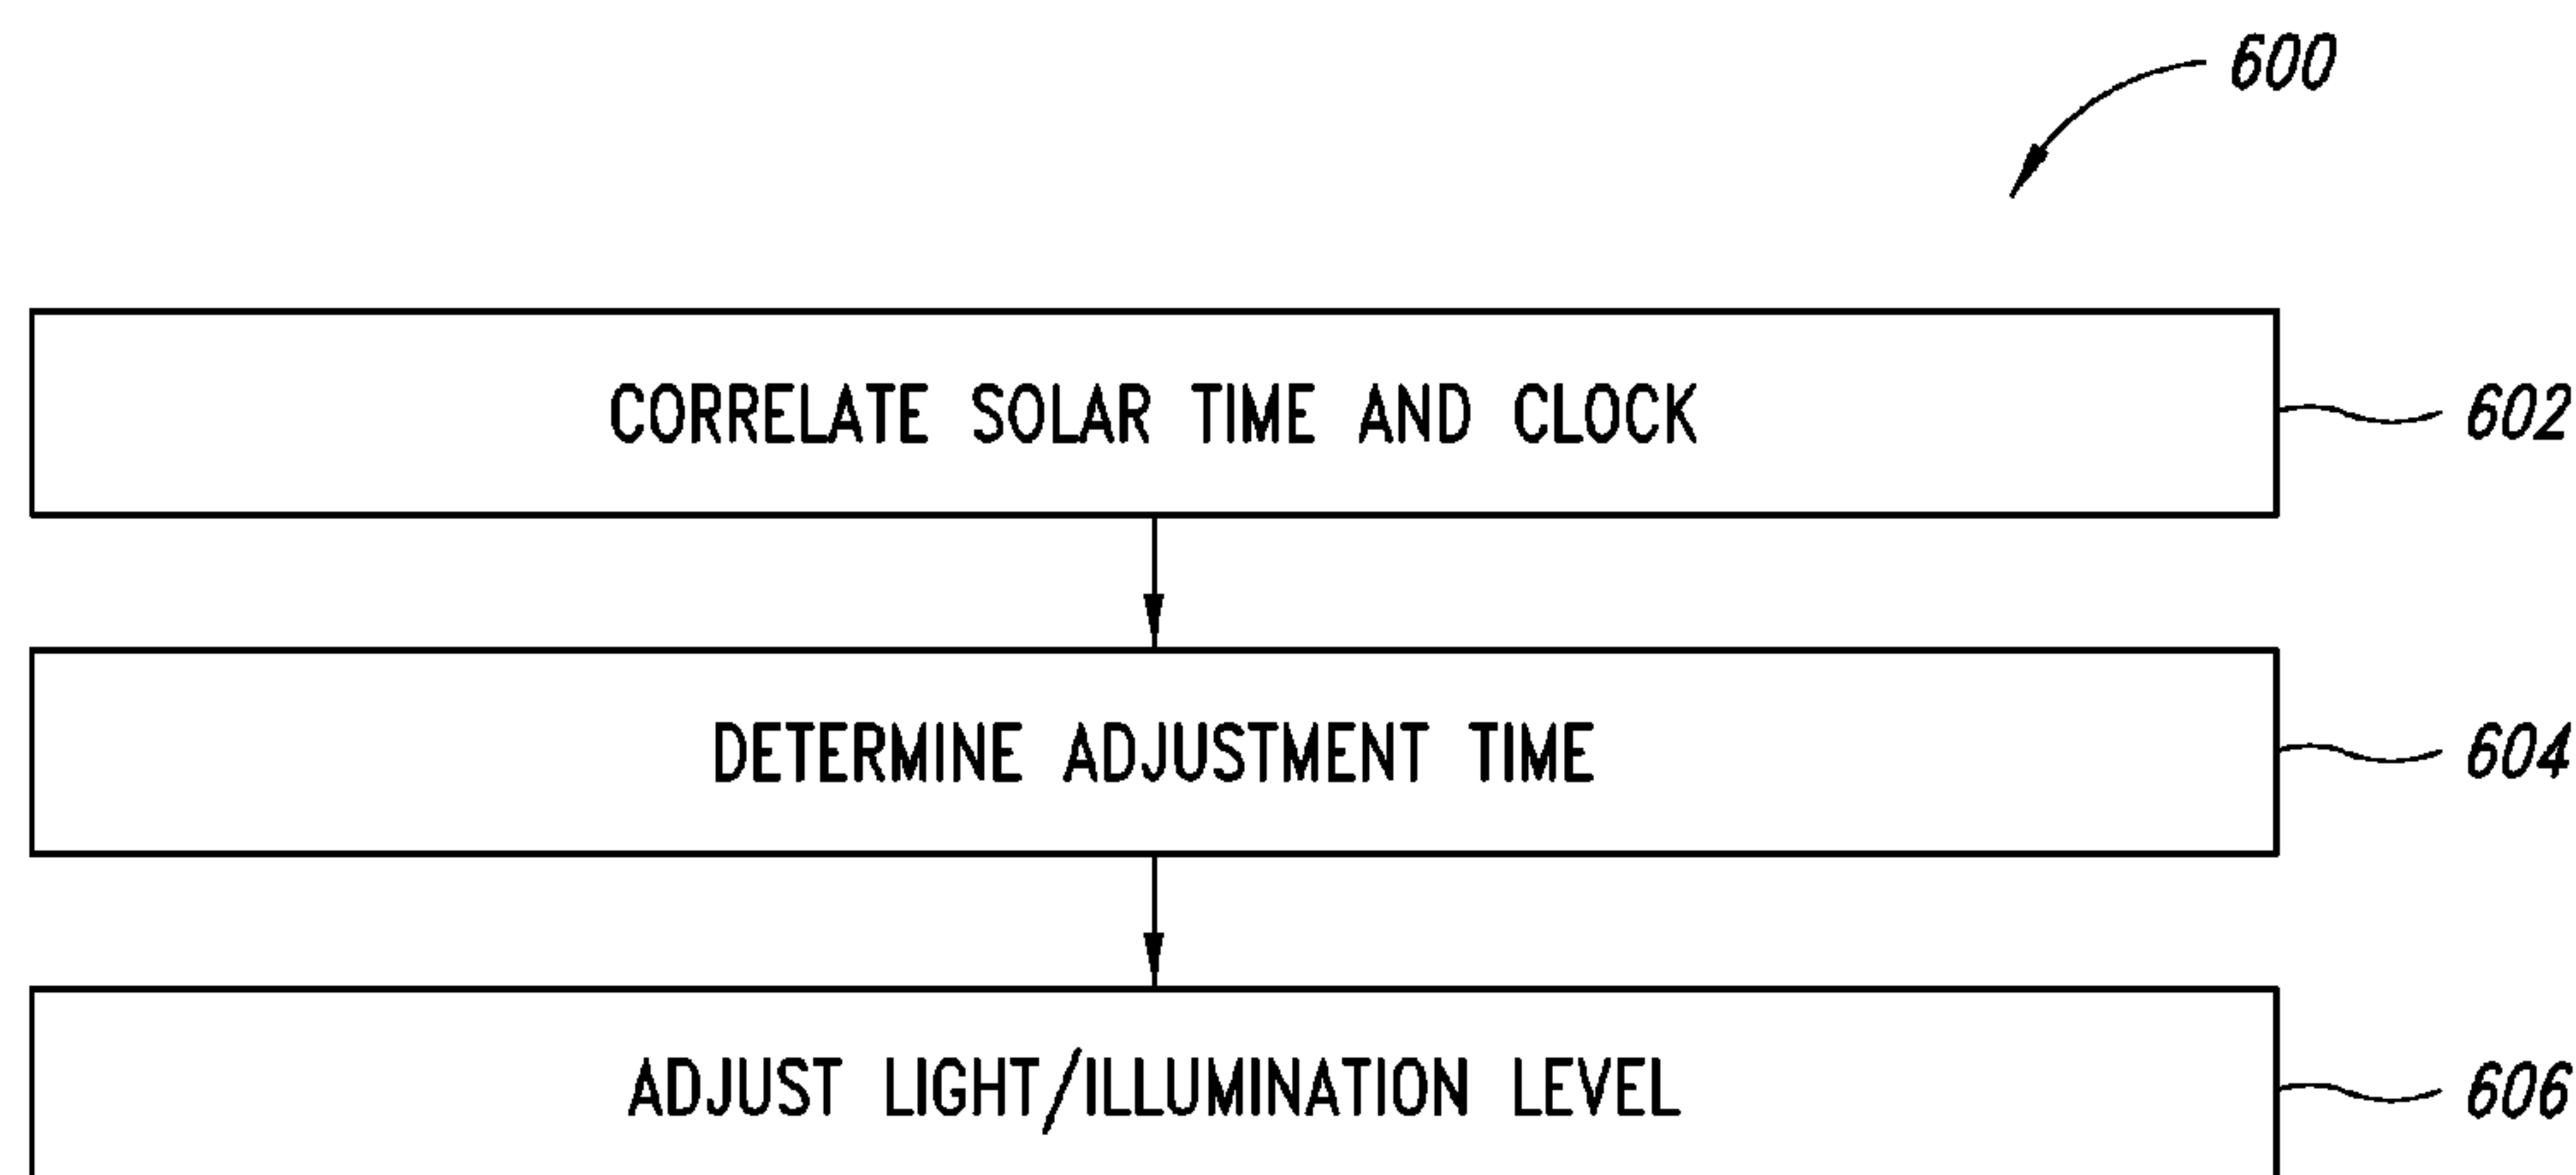 600
CORRELATE SOLAR TIME AND CLOCK
602
DETERMINE ADJUSTMENT TIME
604
ADJUST LIGHT/ILLUMINATION LEVEL
606